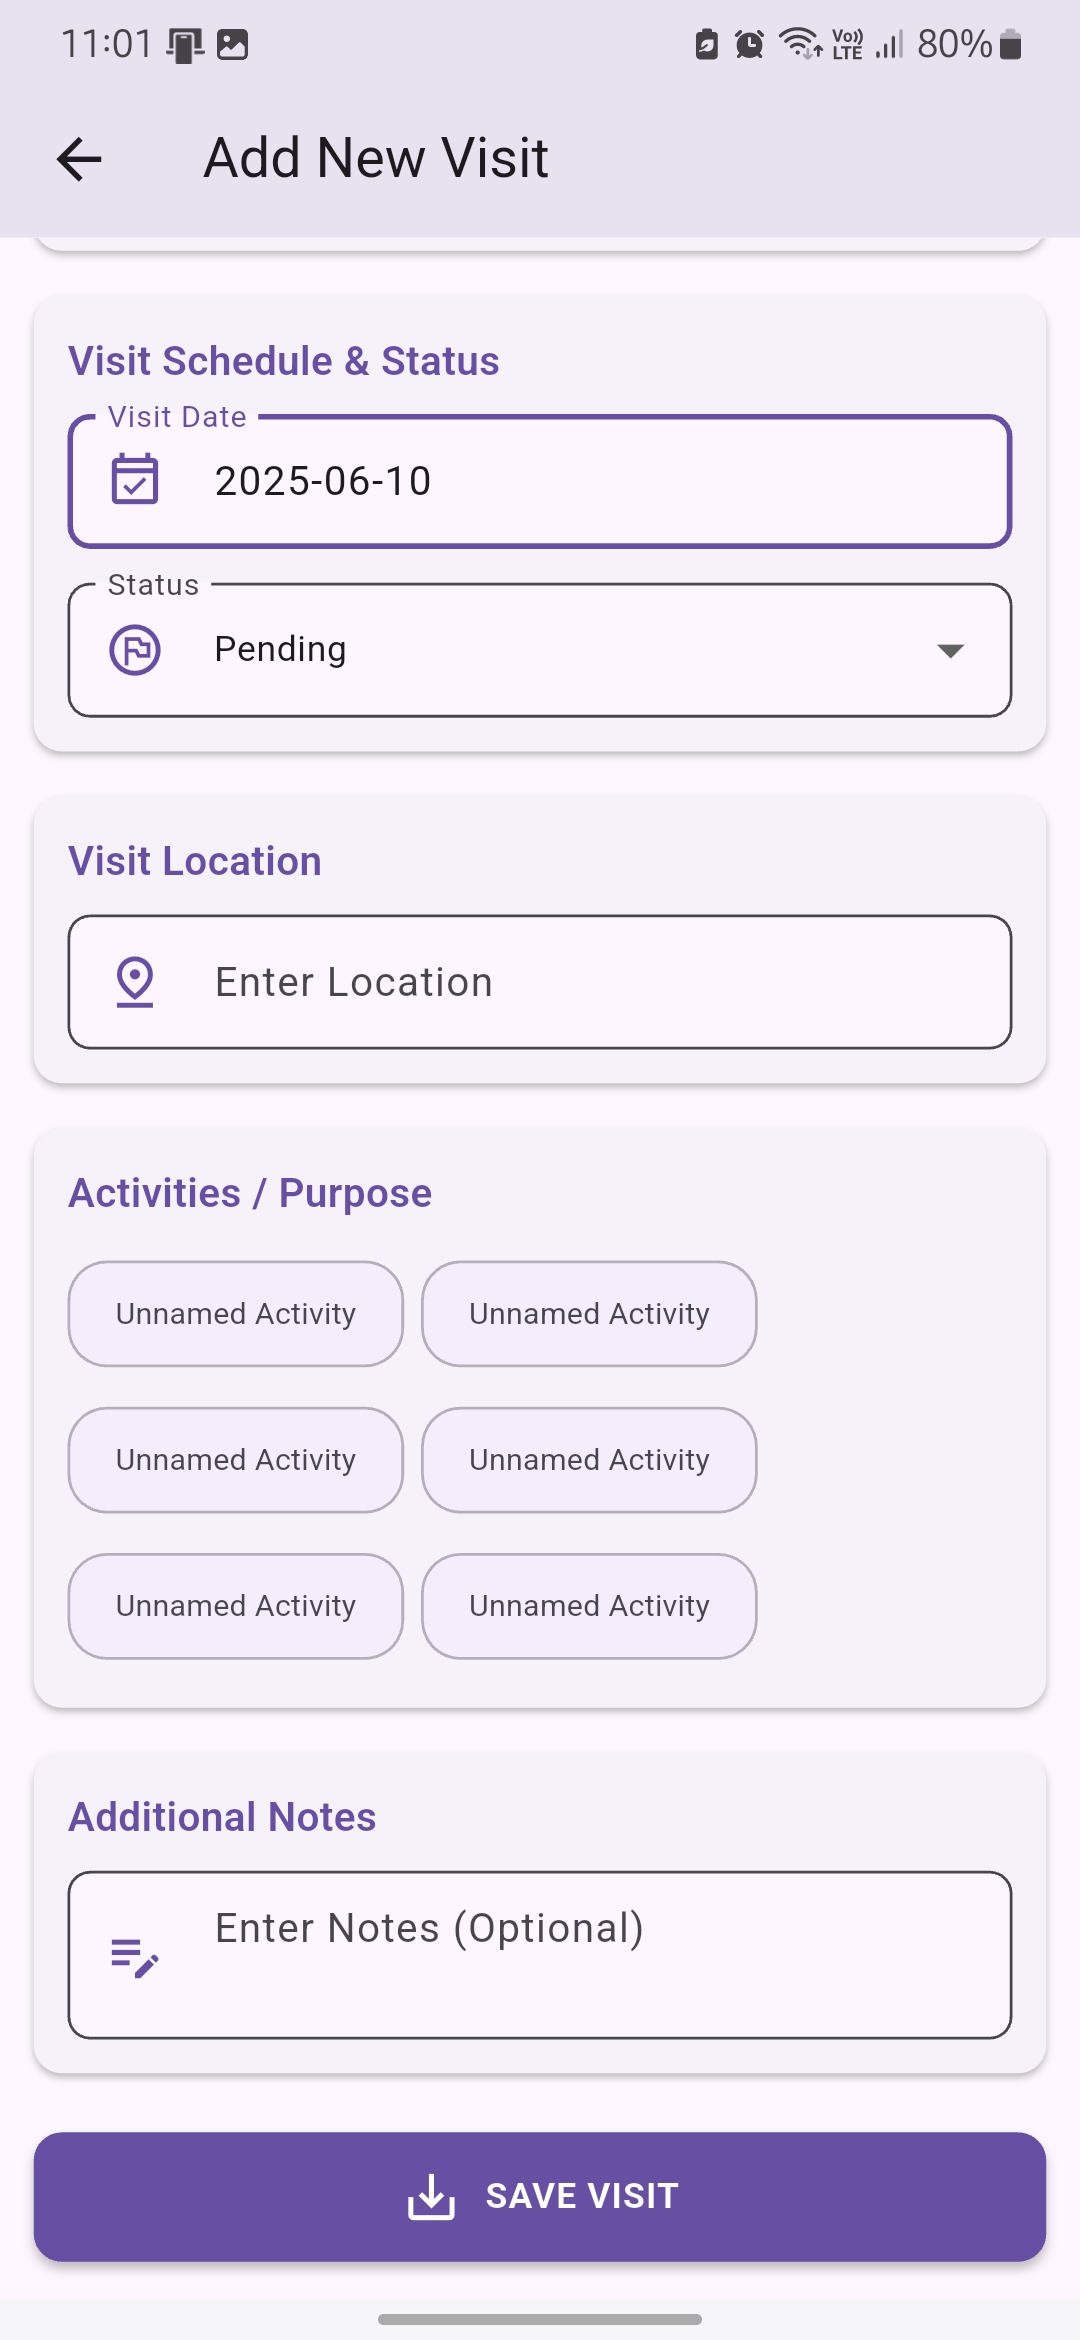 11:01 Vo)) LTE 80%
Add New Visit
Visit Schedule & Status
Visit Date
2025-06-10
Status
Pending
Visit Location
Enter Location
Activities / Purpose
Unnamed Activity Unnamed Activity
Unnamed Activity Unnamed Activity
Unnamed Activity Unnamed Activity
Additional Notes
Enter Notes (Optional)
SAVE VISIT